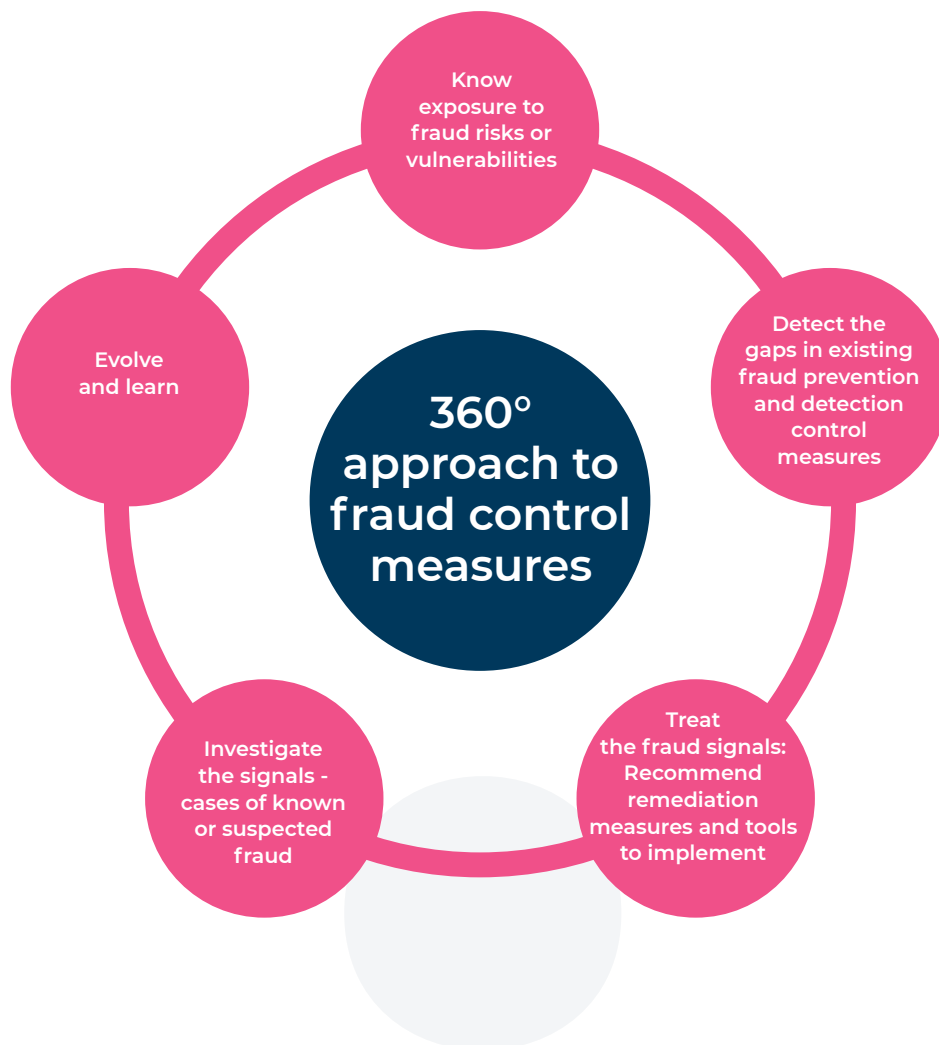 Know
exposure to
fraud risks or
vulnerabilities
Detect the
gaps in existing
fraud prevention
and detection
control
measures
Treat
the fraud signals:
Recommend
remediation
measures and tools
to implement
Investigate
the signals -
cases of known
or suspected
fraud
Evolve
and learn
360°
approach to
fraud control
measures